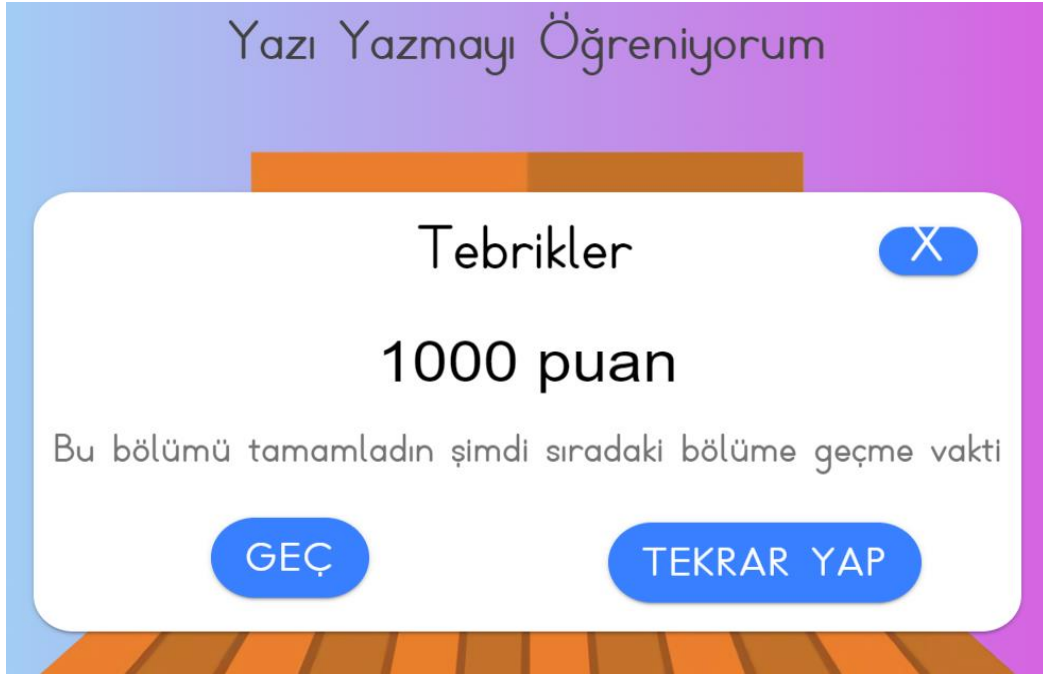 Yazı Yazmayı Öğreniyorum
Tebrikler
X
1000 puan
Bu bölümü tamamladın şimdi sıradaki bölüme geçme vakti
GEÇ
TEKRAR YAP